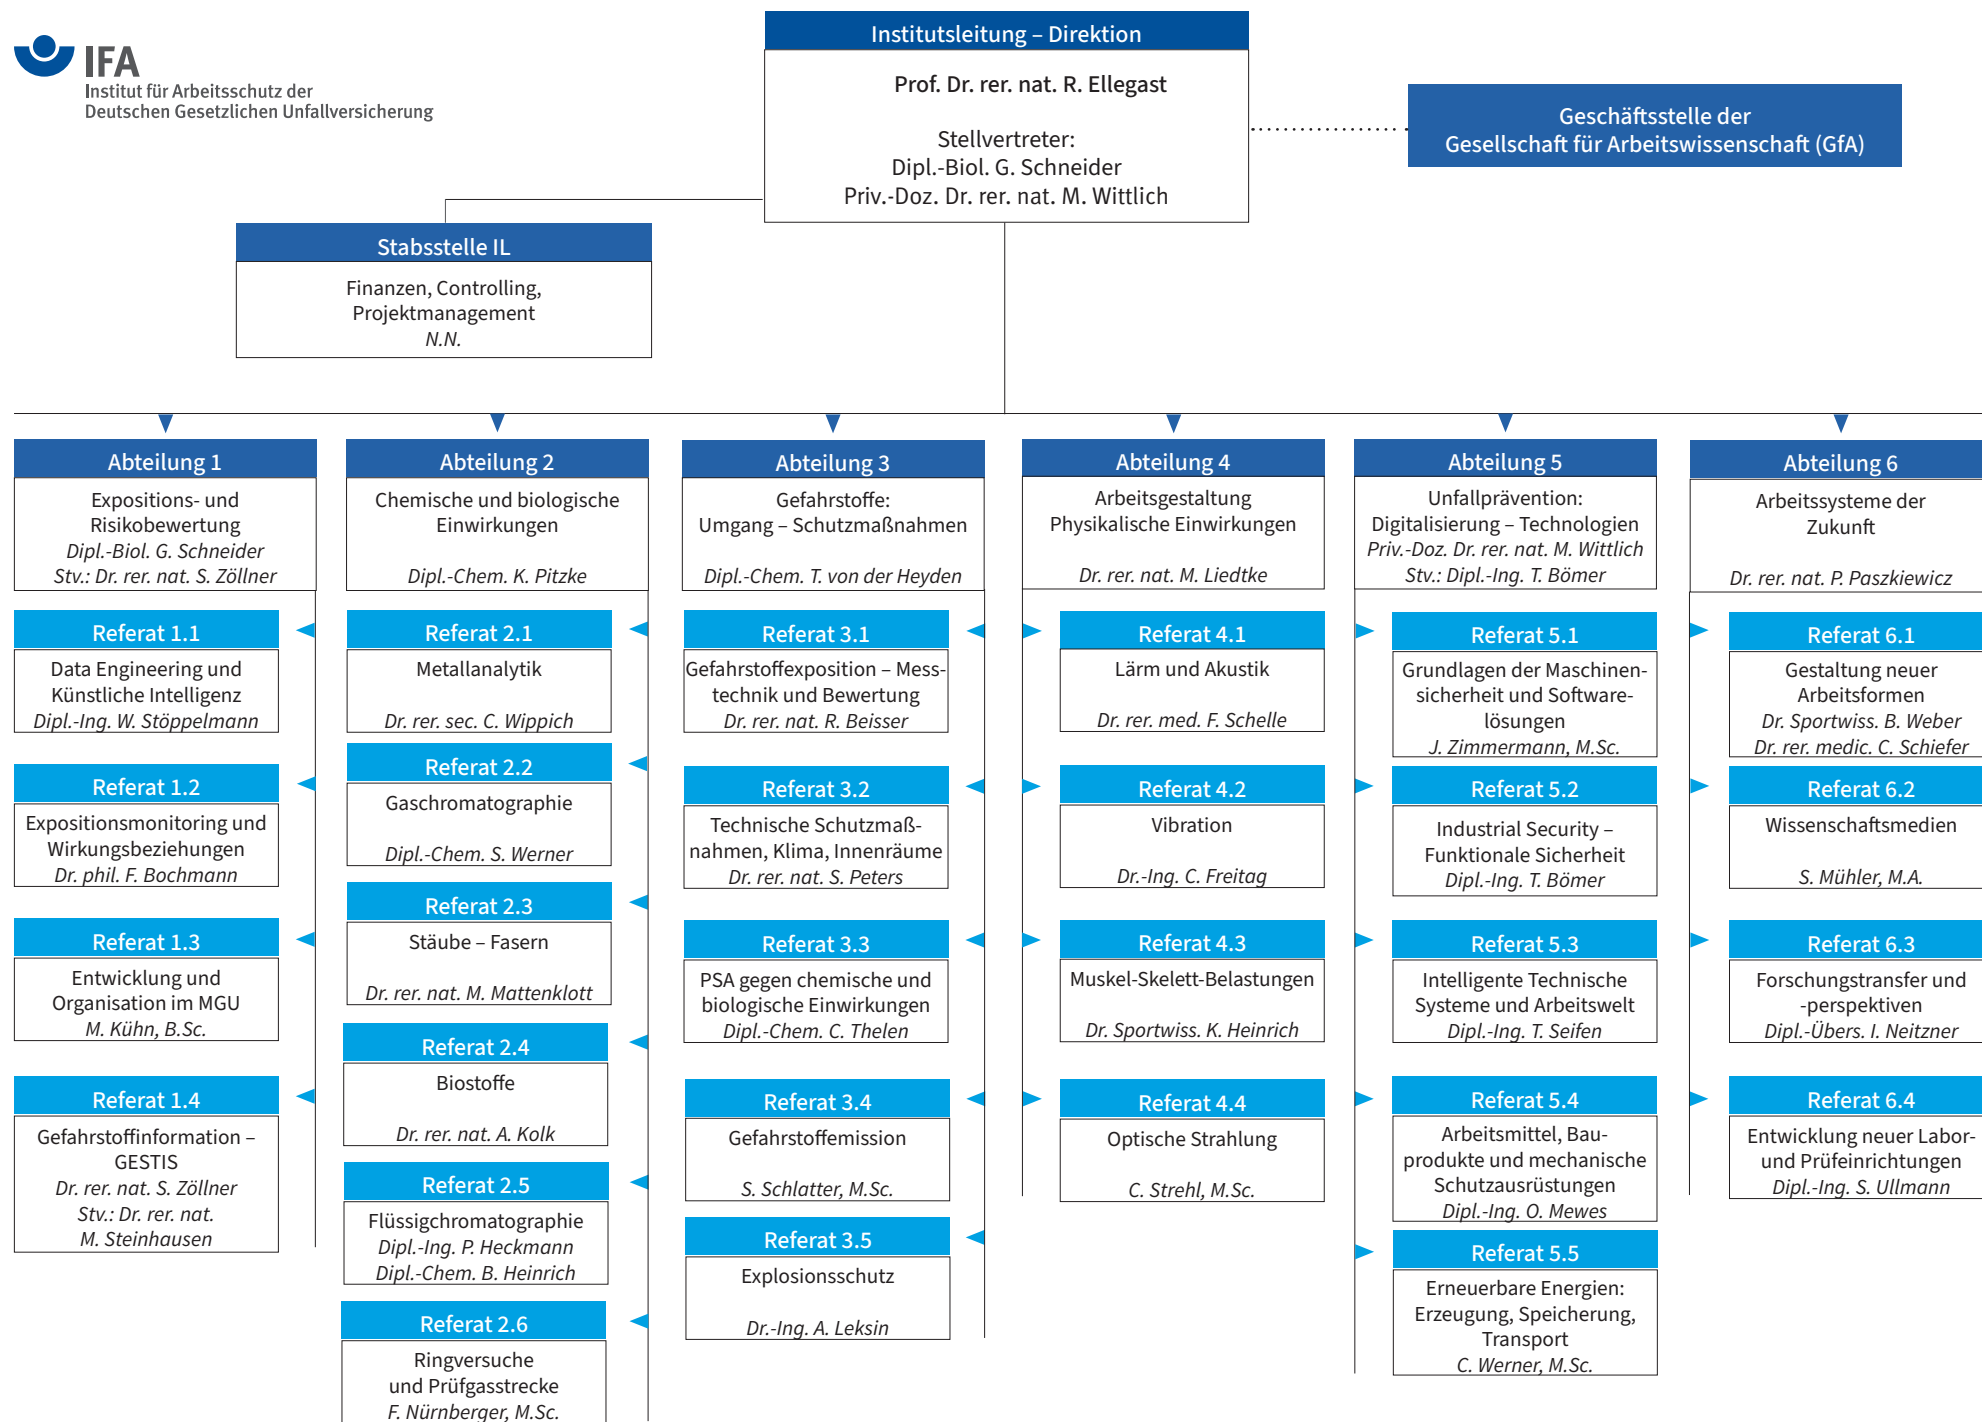 IFA
Institut für Arbeitsschutz der
Deutschen Gesetzlichen Unfallversicherung
Institutsleitung – Direktion
Prof. Dr. rer. nat. R. Ellegast
Stellvertreter:
Dipl.-Biol. G. Schneider
Priv.-Doz. Dr. rer. nat. M. Wittlich
Geschäftsstelle der
Gesellschaft für Arbeitswissenschaft (GfA)
Stabsstelle IL
Finanzen, Controlling,
Projektmanagement
N.N.
Abteilung 1
Expositions- und
Risikobewertung
Dipl.-Biol. G. Schneider
Stv.: Dr. rer. nat. S. Zöllner
Referat 1.1
Data Engineering und
Künstliche Intelligenz
Dipl.-Ing. W. Stöppelmann
Referat 1.2
Expositionsmonitoring und
Wirkungsbeziehungen
Dr. phil. F. Bochmann
Referat 1.3
Entwicklung und
Organisation im MGU
M. Kühn, B.Sc.
Referat 1.4
Gefahrstoffinformation –
GESTIS
Dr. rer. nat. S. Zöllner
Stv.: Dr. rer. nat.
M. Steinhausen
Abteilung 2
Chemische und biologische
Einwirkungen
Dipl.-Chem. K. Pitzke
Referat 2.1
Metallanalytik
Dr. rer. sec. C. Wippich
Referat 2.2
Gaschromatographie
Dipl.-Chem. S. Werner
Referat 2.3
Stäube – Fasern
Dr. rer. nat. M. Mattenklott
Referat 2.4
Biostoffe
Dr. rer. nat. A. Kolk
Referat 2.5
Flüssigchromatographie
Dipl.-Ing. P. Heckmann
Dipl.-Chem. B. Heinrich
Referat 2.6
Ringversuche
und Prüfgasstrecke
F. Nürnberger, M.Sc.
Abteilung 3
Gefahrstoffe:
Umgang – Schutzmaßnahmen
Dipl.-Chem. T. von der Heyden
Referat 3.1
Gefahrstoffexposition – Mess-
technik und Bewertung
Dr. rer. nat. R. Beisser
Referat 3.2
Technische Schutzmaß-
nahmen, Klima, Innenräume
Dr. rer. nat. S. Peters
Referat 3.3
PSA gegen chemische und
biologische Einwirkungen
Dipl.-Chem. C. Thelen
Referat 3.4
Gefahrstoffemission
S. Schlatter, M.Sc.
Referat 3.5
Explosionsschutz
Dr.-Ing. A. Leksin
Abteilung 4
Arbeitsgestaltung
Physikalische Einwirkungen
Dr. rer. nat. M. Liedtke
Referat 4.1
Lärm und Akustik
Dr. rer. med. F. Schelle
Referat 4.2
Vibration
Dr.-Ing. C. Freitag
Referat 4.3
Muskel-Skelett-Belastungen
Dr. Sportwiss. K. Heinrich
Referat 4.4
Optische Strahlung
C. Strehl, M.Sc.
Abteilung 5
Unfallprävention:
Digitalisierung – Technologien
Priv.-Doz. Dr. rer. nat. M. Wittlich
Stv.: Dipl.-Ing. T. Bömer
Referat 5.1
Grundlagen der Maschinen-
sicherheit und Software-
lösungen
J. Zimmermann, M.Sc.
Referat 5.2
Industrial Security –
Funktionale Sicherheit
Dipl.-Ing. T. Bömer
Referat 5.3
Intelligente Technische
Systeme und Arbeitswelt
Dipl.-Ing. T. Seifen
Referat 5.4
Arbeitsmittel, Bau-
produkte und mechanische
Schutzausrüstungen
Dipl.-Ing. O. Mewes
Referat 5.5
Erneuerbare Energien:
Erzeugung, Speicherung,
Transport
C. Werner, M.Sc.
Abteilung 6
Arbeitssysteme der
Zukunft
Dr. rer. nat. P. Paszkiewicz
Referat 6.1
Gestaltung neuer
Arbeitsformen
Dr. Sportwiss. B. Weber
Dr. rer. medic. C. Schiefer
Referat 6.2
Wissenschaftsmedien
S. Mühler, M.A.
Referat 6.3
Forschungstransfer und
-perspektiven
Dipl.-Übers. I. Neitzner
Referat 6.4
Entwicklung neuer Labor-
und Prüfeinrichtungen
Dipl.-Ing. S. Ullmann